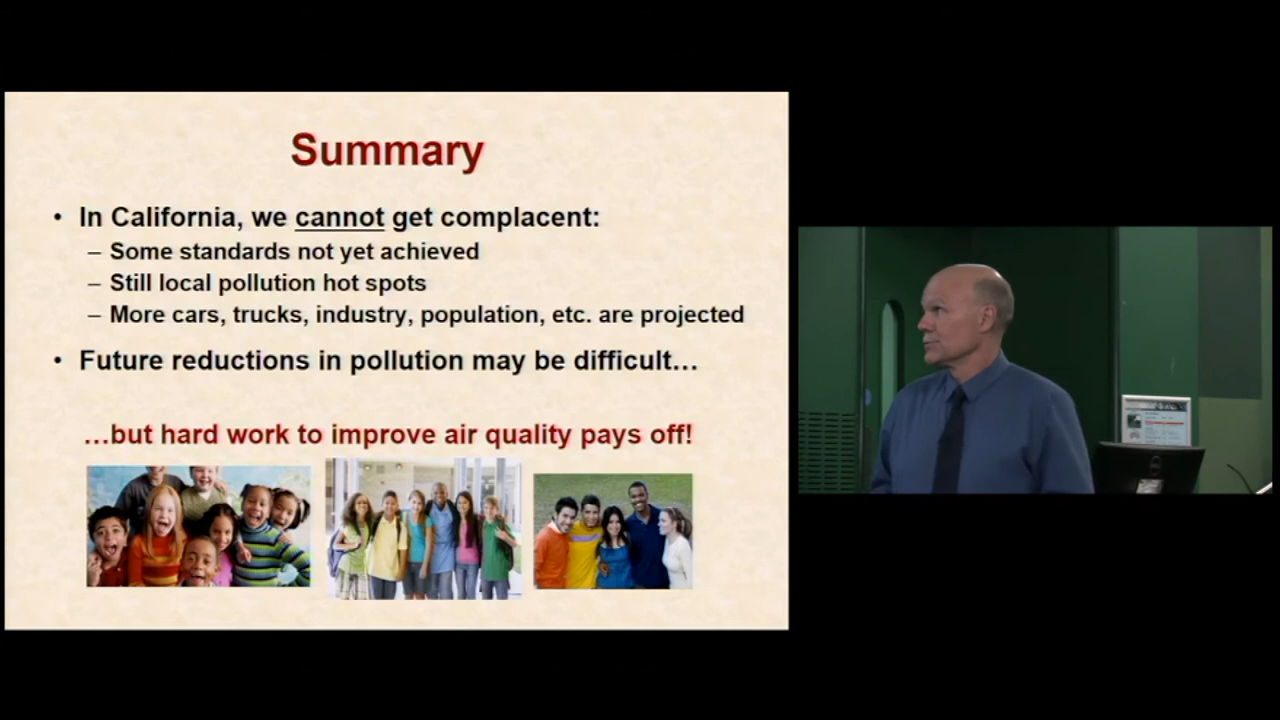 Summary
• In California, we cannot get complacent:
– Some standards not yet achieved
– Still local pollution hot spots
– More cars, trucks, industry, population, etc. are projected
• Future reductions in pollution may be difficult…
…but hard work to improve air quality pays off!